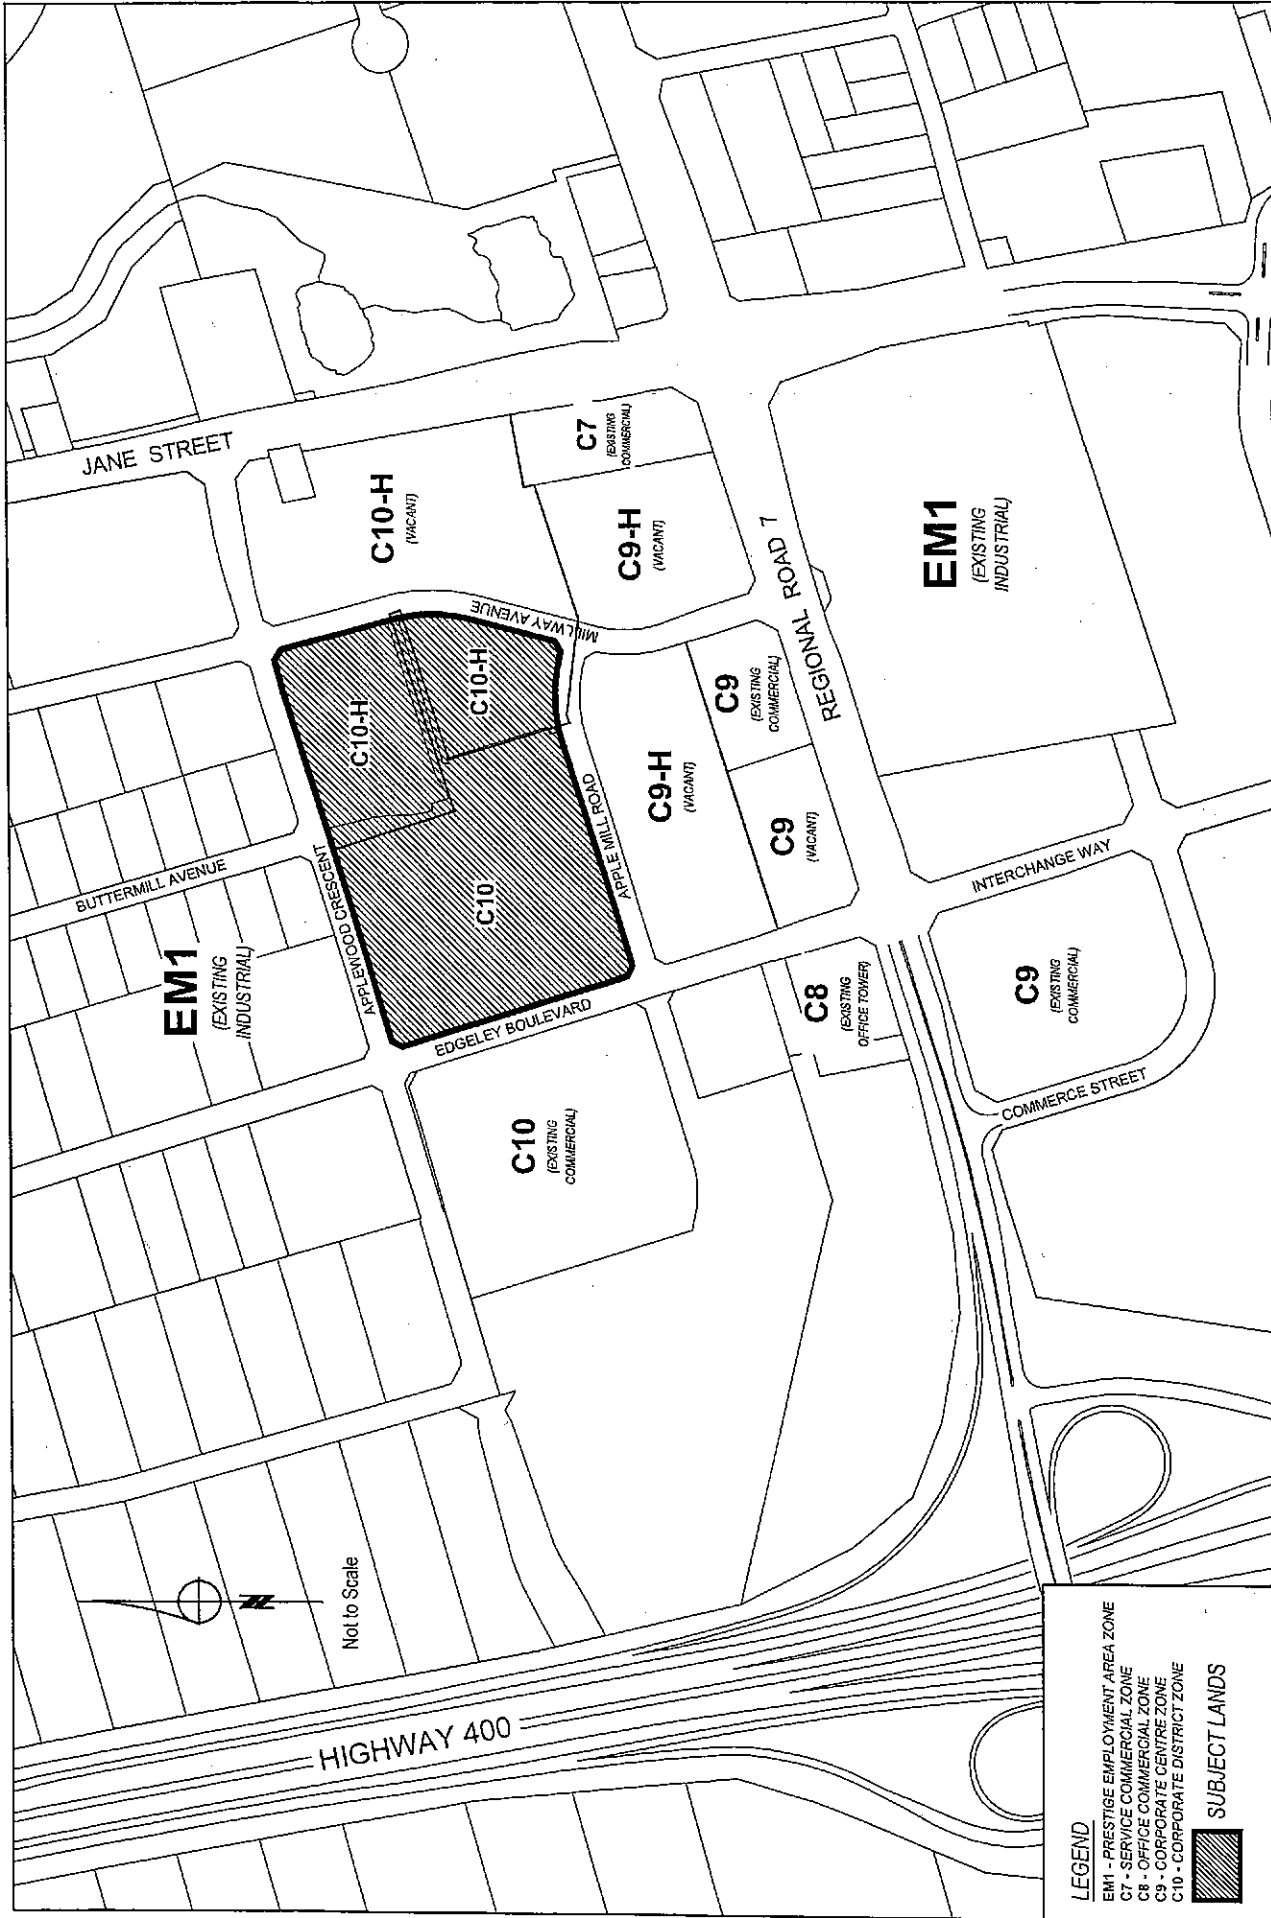 JANE STREET
C10-H
(VACANT)
C7
(EXISTING
COMMERCIAL)
C9-H
(VACANT)
MILLWAY AVENUE
C10-H
C10-H
C10
BUTTERMILL AVENUE
APPLEWOOD CRESCENT
EM1
(EXISTING
INDUSTRIAL)
EDGELEY BOULEVARD
APPLE MILL ROAD
C9-H
(VACANT)
C9
(EXISTING
COMMERCIAL)
C9
(VACANT)
REGIONAL ROAD 7
EM1
(EXISTING
INDUSTRIAL)
C8
(EXISTING
OFFICE TOWER)
INTERCHANGE WAY
C9
(EXISTING
COMMERCIAL)
COMMERCE STREET
C10
(EXISTING
COMMERCIAL)
N
Not to Scale
HIGHWAY 400
LEGEND
EM1 - PRESTIGE EMPLOYMENT AREA ZONE
C7 - SERVICE COMMERCIAL ZONE
C8 - OFFICE COMMERCIAL ZONE
C9 - CORPORATE CENTRE ZONE
C10 - CORPORATE DISTRICT ZONE
SUBJECT LANDS